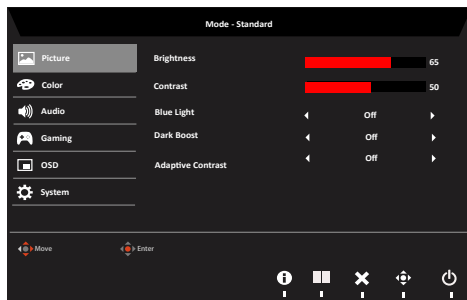 Mode - Standard
Picture
Color
Audio
Gaming
OSD
System
Brightness 65
Contrast 50
Blue Light Off
Dark Boost Off
Adaptive Contrast Off
Move Enter